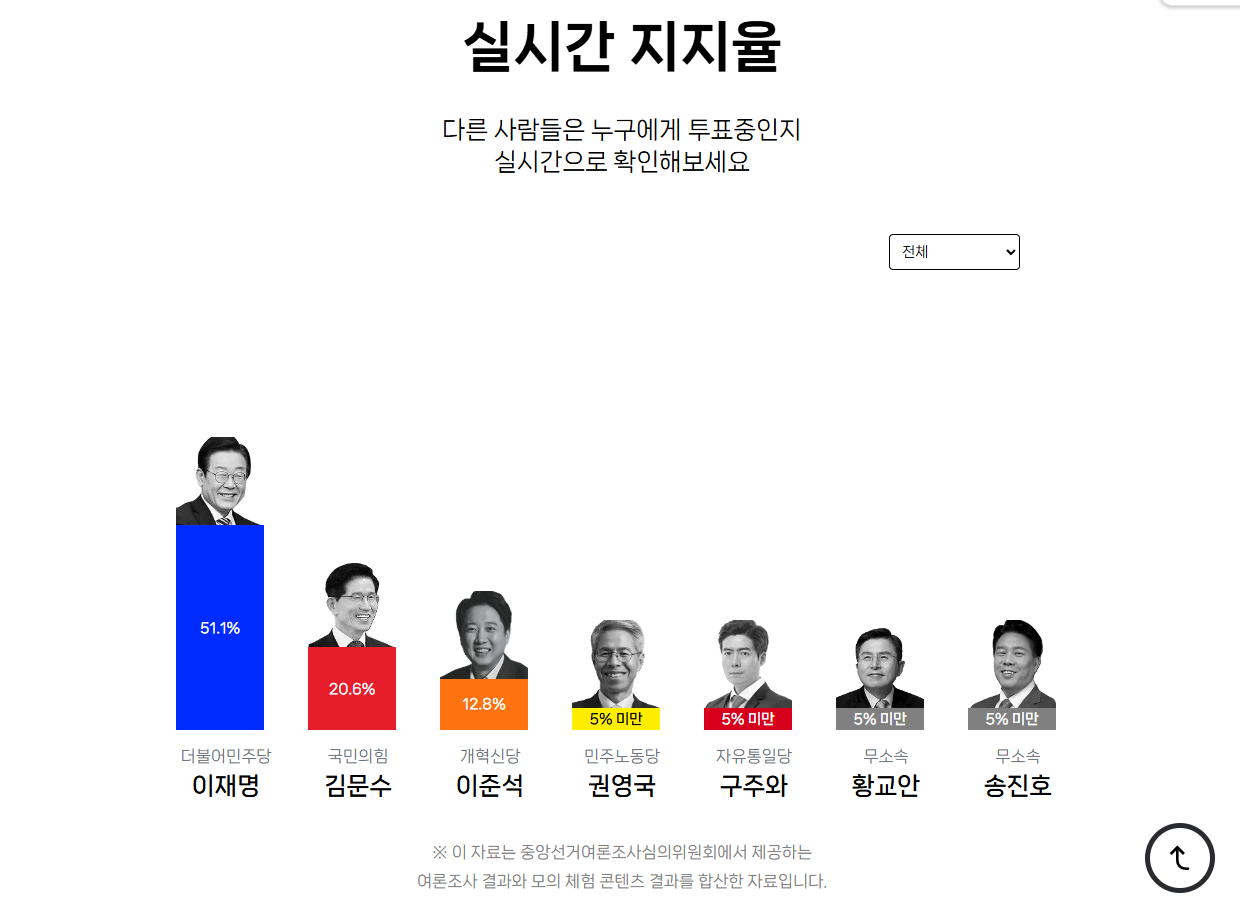 실시간 지지율
다른 사람들은 누구에게 투표중인지
실시간으로 확인해보세요
전체
51.1%
20.6%
12.8%
5% 미만
5% 미만
5% 미만
5% 미만
더불어민주당
이재명
국민의힘
김문수
개혁신당
이준석
민주노동당
권영국
자유통일당
구주와
무소속
황교안
무소속
송진호
※ 이 자료는 중앙선거여론조사심의위원회에서 제공하는
여론조사 결과와 모의 체험 콘텐츠 결과를 합산한 자료입니다.